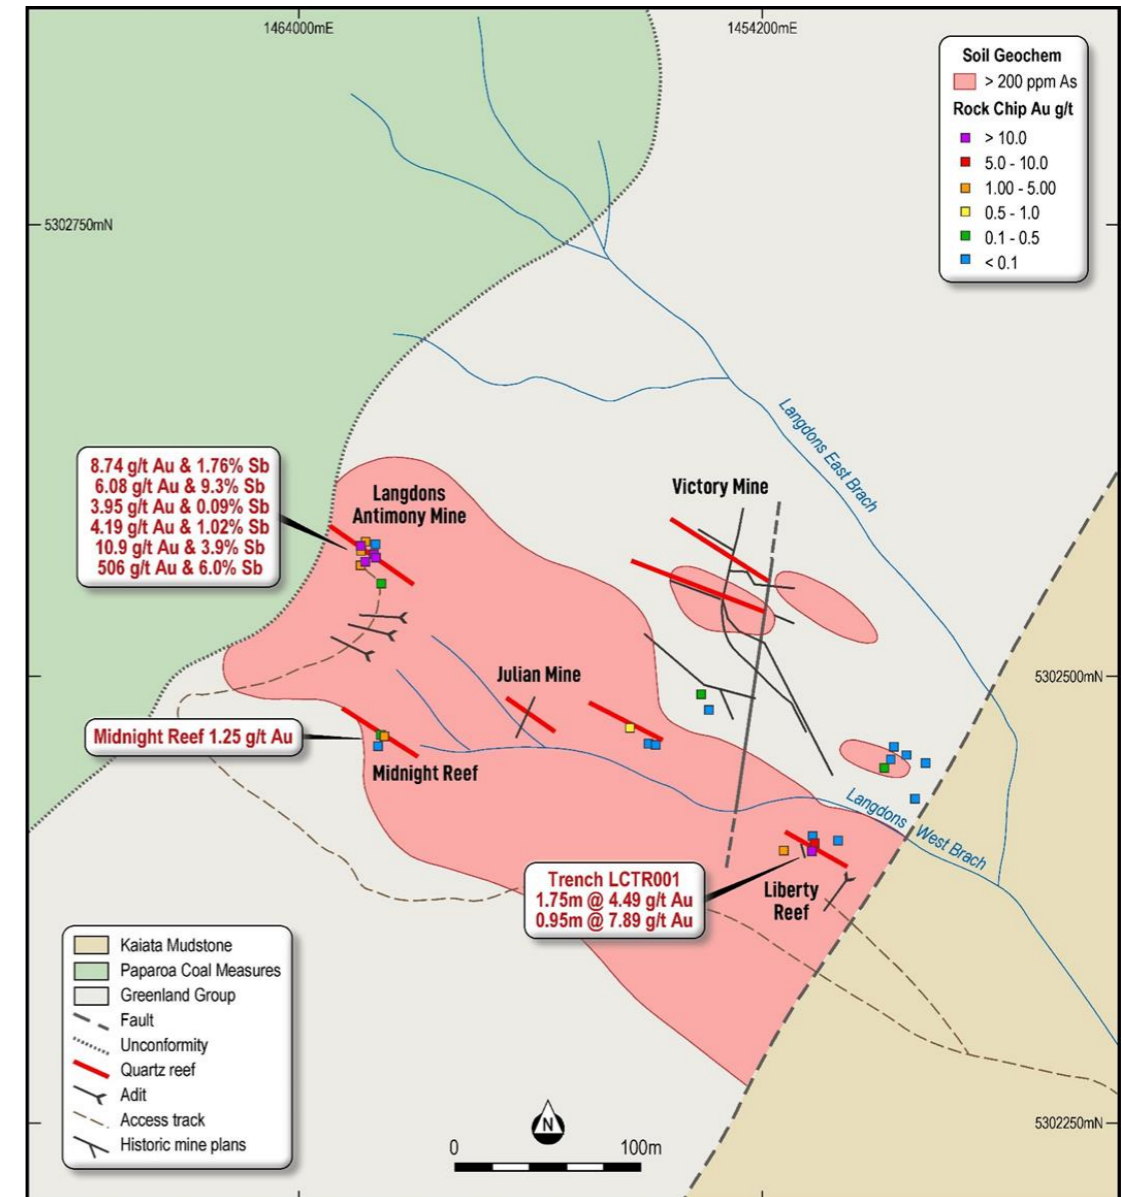 1464000mE
1454200mE
Soil Geochem
> 200 ppm As
Rock Chip Au g/t
> 10.0
5.0 - 10.0
1.00 - 5.00
0.5 - 1.0
0.1 - 0.5
< 0.1
5302750mN
Langdons East Brach
8.74 g/t Au & 1.76% Sb
6.08 g/t Au & 9.3% Sb
3.95 g/t Au & 0.09% Sb
4.19 g/t Au & 1.02% Sb
10.9 g/t Au & 3.9% Sb
506 g/t Au & 6.0% Sb
Langdons
Antimony Mine
Victory Mine
Julian Mine
5302500mN
Midnight Reef 1.25 g/t Au
Midnight Reef
Langdons West Brach
Trench LCTR001
1.75m @ 4.49 g/t Au
0.95m @ 7.89 g/t Au
Liberty
Reef
Kaiata Mudstone
Paparoa Coal Measures
Greenland Group
Fault
Unconformity
Quartz reef
Adit
Access track
Historic mine plans
N
0 100m
5302250mN